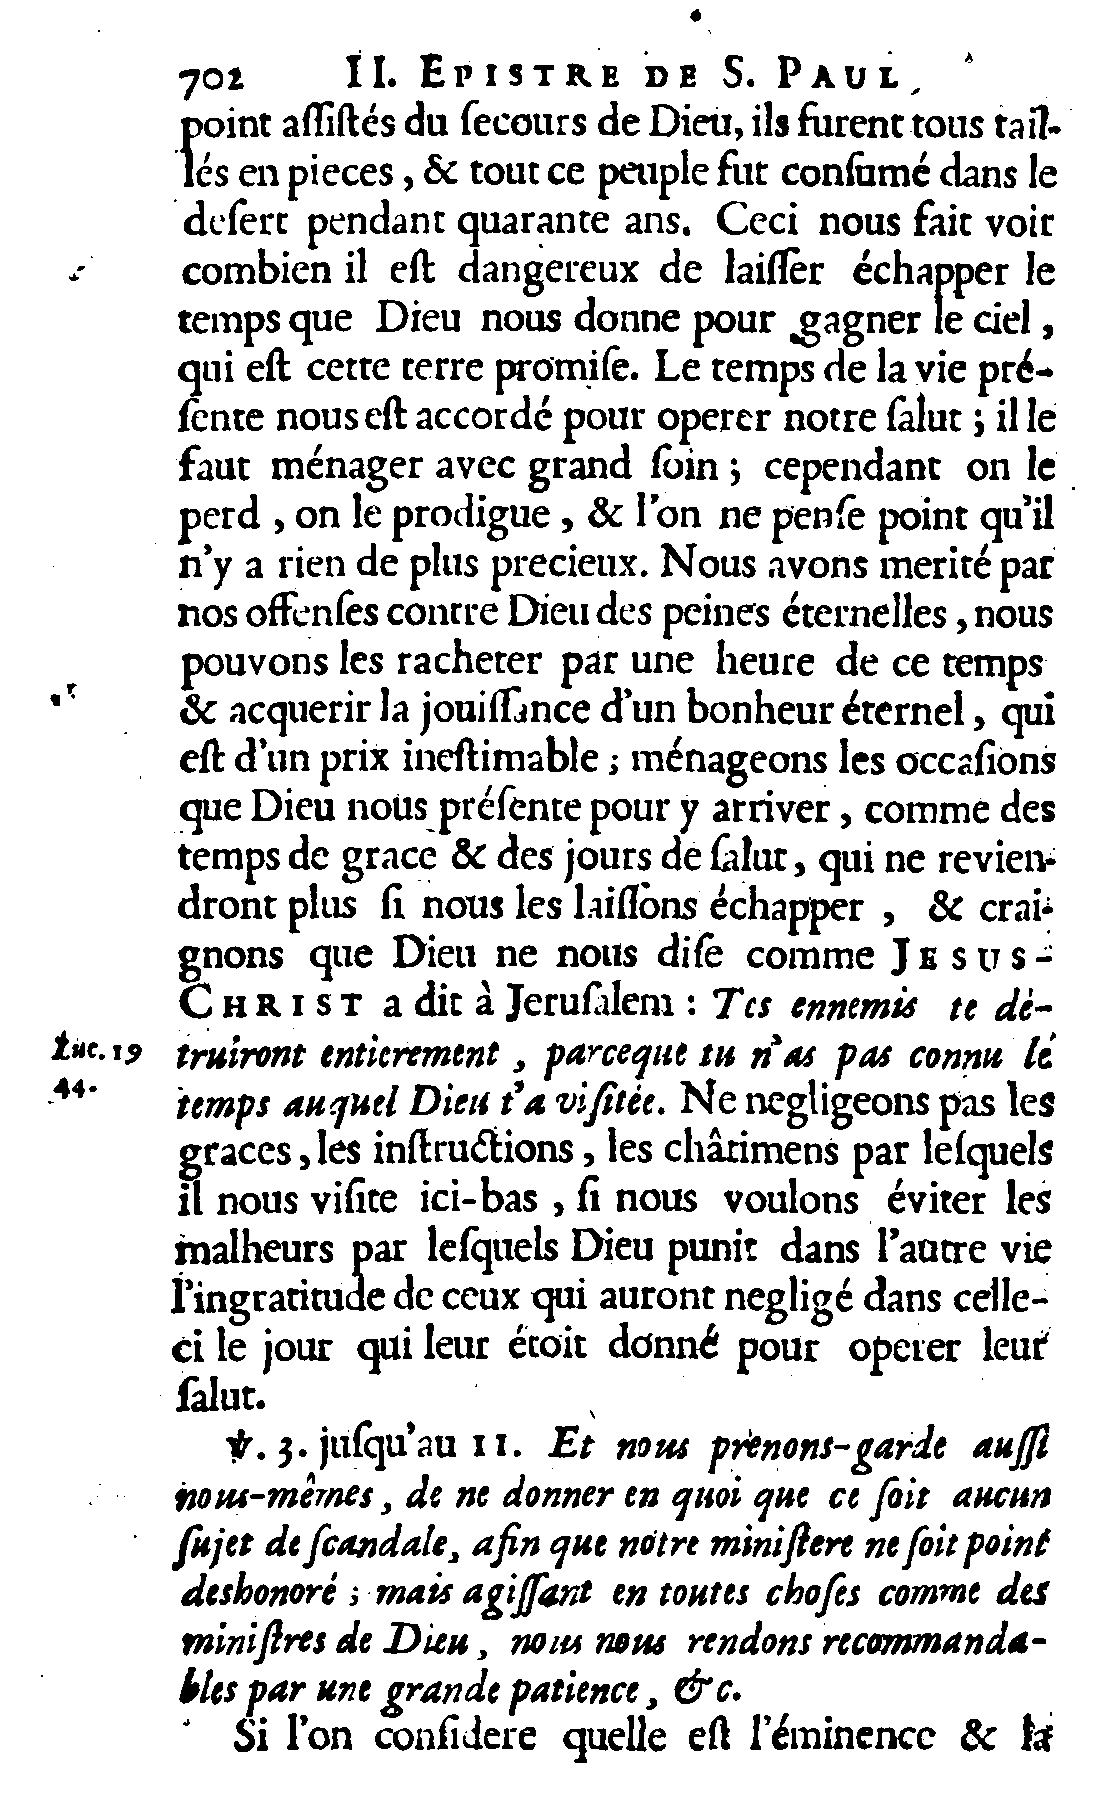 702 II. EPISTRE DE S. PAUL
point aſſiſtés du ſecours de Dieu, ils furent tous tail-
lés en pieces, & tout ce peuple fut conſumé dans le
deſert pendant quarante ans. Ceci nous fait voir
combien il eſt dangereux de laiſſer échapper le
temps que Dieu nous donne pour gagner le ciel,
qui eſt cette terre promiſe. Le temps de la vie pré-
ſente nous eſt accordé pour operer notre ſalut ; il le
faut ménager avec grand ſoin ; cependant on le
perd, on le prodigue, & l'on ne penſe point qu'il
n'y a rien de plus precieux. Nous avons merité par
nos offenſes contre Dieu des peines éternelles, nous
pouvons les racheter par une heure de ce temps
& acquerir la jouiſſance d'un bonheur éternel, qui
eſt d'un prix ineſtimable ; ménageons les occaſions
que Dieu nous préſente pour y arriver, comme des
temps de grace & des jours de ſalut, qui ne revien-
dront plus ſi nous les laiſſons échapper, & crai-
gnons que Dieu ne nous diſe comme JESUS-
CHRIST a dit à Jeruſalem : Tes ennemis te dé-
Luc. 19 truiront entierement, parceque tu n'as pas connu le
44. temps auquel Dieu t'a viſitée. Ne negligeons pas les
graces, les inſtructions, les châtimens par leſquels
il nous viſite ici-bas, ſi nous voulons éviter les
malheurs par leſquels Dieu punit dans l'autre vie
l'ingratitude de ceux qui auront negligé dans celle-
ci le jour qui leur étoit donné pour operer leur
ſalut.
℣. 3. juſqu'au 11. Et nous prenons-garde auſſi
nous-mêmes, de ne donner en quoi que ce ſoit aucun
ſujet de ſcandale, afin que notre miniſtere ne ſoit point
deshonoré ; mais agiſſant en toutes choſes comme des
miniſtres de Dieu, nous nous rendons recommanda-
bles par une grande patience, &c.
Si l'on conſidere quelle eſt l'éminence & la